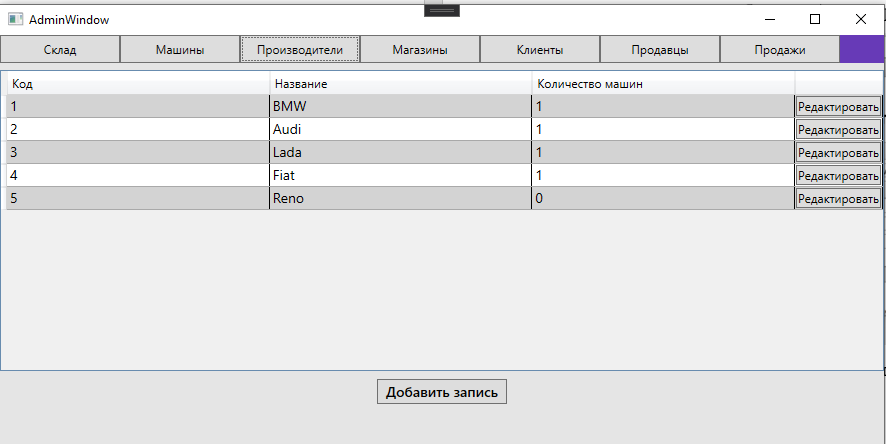 AdminWindow
Склад Машины Производители Магазины Клиенты Продавцы Продажи
Код Название Количество машин
1 BMW 1 Редактировать
2 Audi 1 Редактировать
3 Lada 1 Редактировать
4 Fiat 1 Редактировать
5 Reno 0 Редактировать
Добавить запись